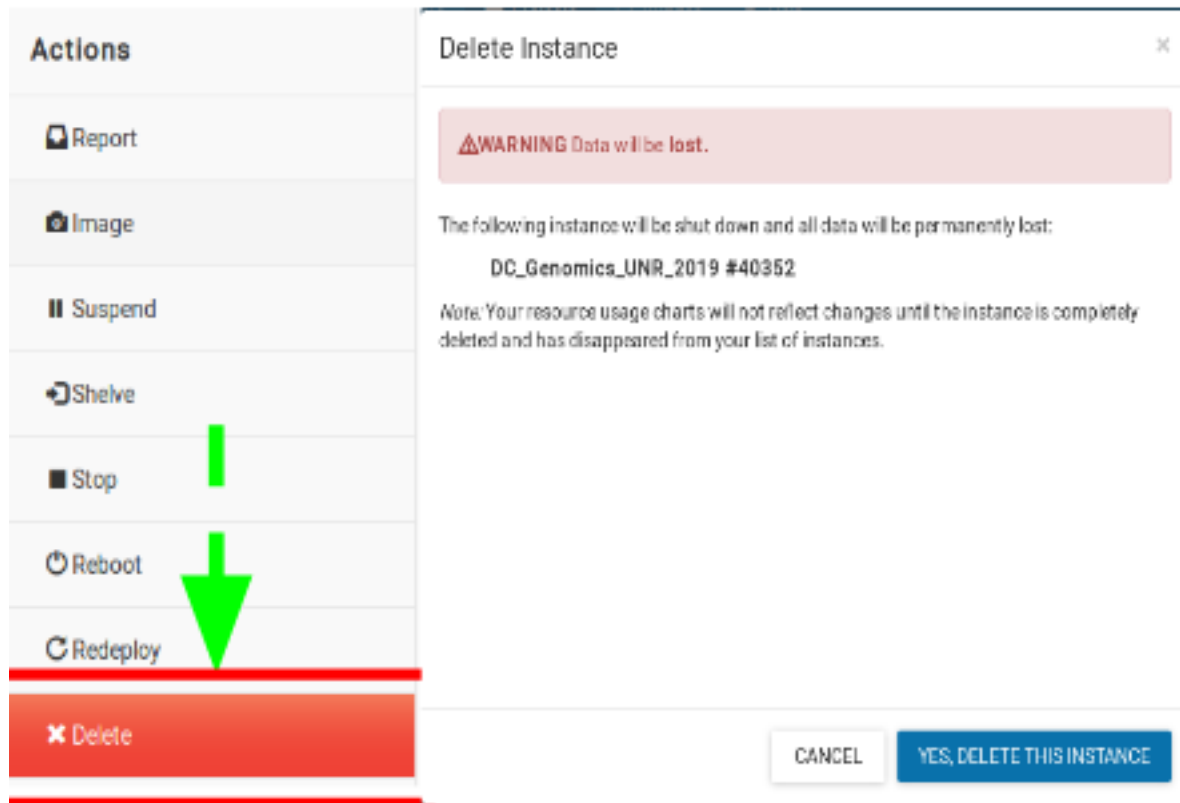 Actions
Report
Image
Suspend
Shelve
Stop
Reboot
Redeploy
Delete
Delete Instance
×
WARNING Data will be lost.
The following instance will be shut down and all data will be permanently lost:
DC_Genomics_UNR_2019 #40352
Note: Your resource usage charts will not reflect changes until the instance is completely
deleted and has disappeared from your list of instances.
CANCEL
YES, DELETE THIS INSTANCE